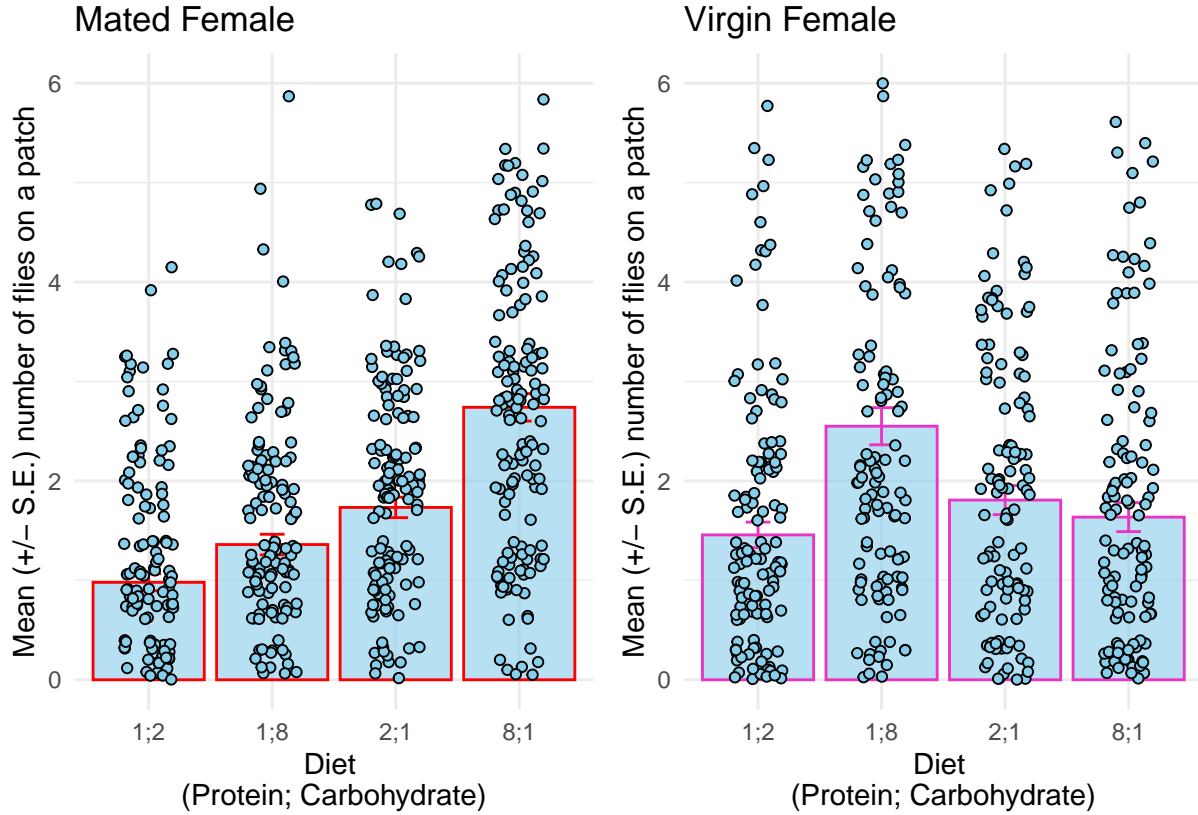 Mated Female
Mean (+/− S.E.) number of flies on a patch
6
4
2
0
1;2
1;8
2;1
8;1
Diet
(Protein; Carbohydrate)
Virgin Female
Mean (+/− S.E.) number of flies on a patch
6
4
2
0
1;2
1;8
2;1
8;1
Diet
(Protein; Carbohydrate)